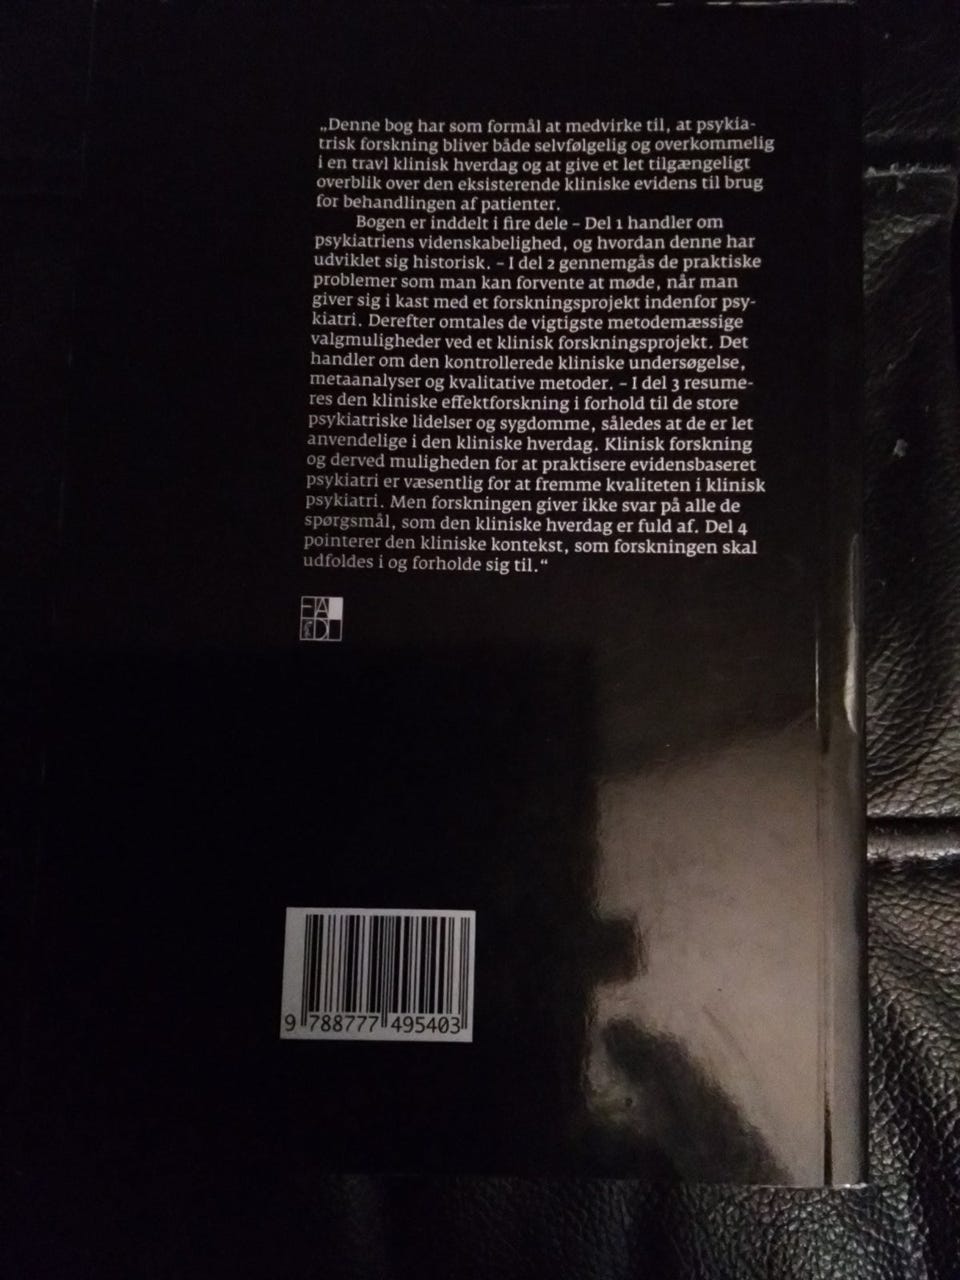 „Denne bog har som formål at medvirke til, at psykia-
trisk forskning bliver både selvfølgelig og overkommelig
i en travl klinisk hverdag og at give et let tilgængeligt
overblik over den eksisterende kliniske evidens til brug
for behandlingen af patienter.
Bogen er inddelt i fire dele – Del 1 handler om
psykiatriens videnskabelighed, og hvordan denne har
udviklet sig historisk. – I del 2 gennemgås de praktiske
problemer som man kan forvente at møde, når man
giver sig i kast med et forskningsprojekt indenfor psy-
kiatri. Derefter omtales de vigtigste metodemæssige
valgmuligheder ved et klinisk forskningsprojekt. Det
handler om den kontrollerede kliniske undersøgelse,
metaanalyser og kvalitative metoder. – I del 3 resume-
res den kliniske effektforskning i forhold til de store
psykiatriske lidelser og sygdomme, således at de er let
anvendelige i den kliniske hverdag. Klinisk forskning
og derved muligheden for at praktisere evidensbaseret
psykiatri er væsentlig for at fremme kvaliteten i klinisk
psykiatri. Men forskningen giver ikke svar på alle de
spørgsmål, som den kliniske hverdag er fuld af. Del 4
pointerer den kliniske kontekst, som forskningen skal
udfoldes i og forholde sig til.“
9 788777 495403